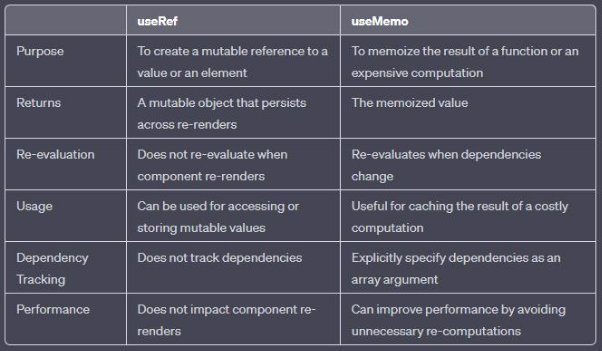 useRef useMemo
Purpose To create a mutable reference to a To memoize the result of a function or an
value or an element expensive computation
Returns A mutable object that persists The memoized value
across re-renders
Re-evaluation Does not re-evaluate when Re-evaluates when dependencies
component re-renders change
Usage Can be used for accessing or Useful for caching the result of a costly
storing mutable values computation
Dependency Does not track dependencies Explicitly specify dependencies as an
Tracking array argument
Performance Does not impact component re- Can improve performance by avoiding
renders unnecessary re-computations